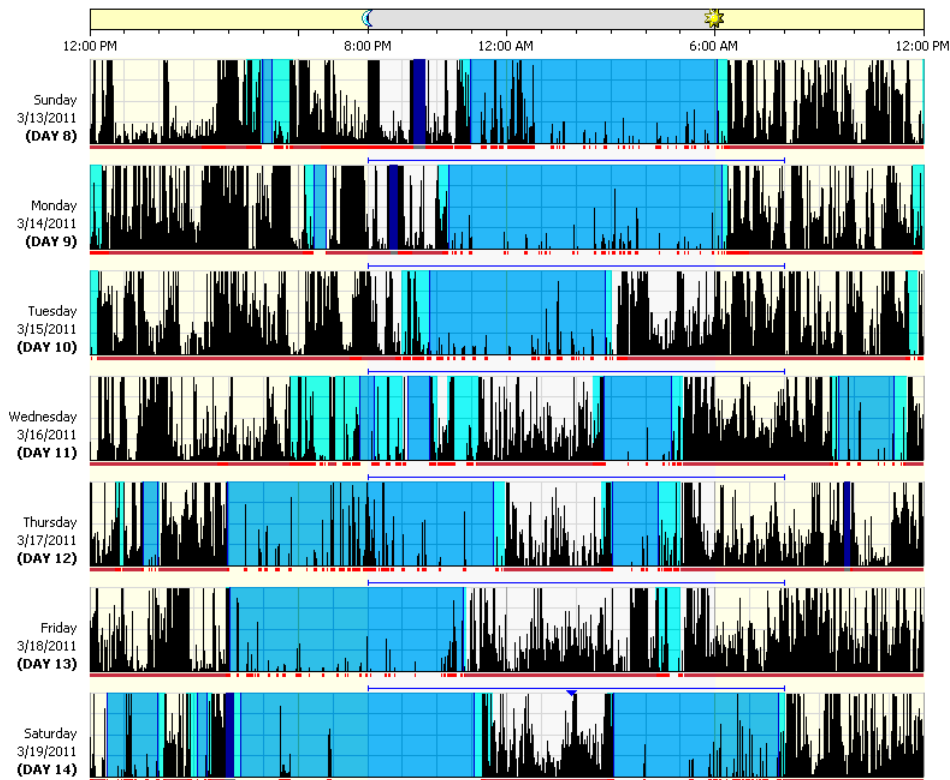 12:00 PM 8:00 PM 12:00 AM 6:00 AM 12:00 PM
Sunday
3/13/2011
(DAY 8)
Monday
3/14/2011
(DAY 9)
Tuesday
3/15/2011
(DAY 10)
Wednesday
3/16/2011
(DAY 11)
Thursday
3/17/2011
(DAY 12)
Friday
3/18/2011
(DAY 13)
Saturday
3/19/2011
(DAY 14)